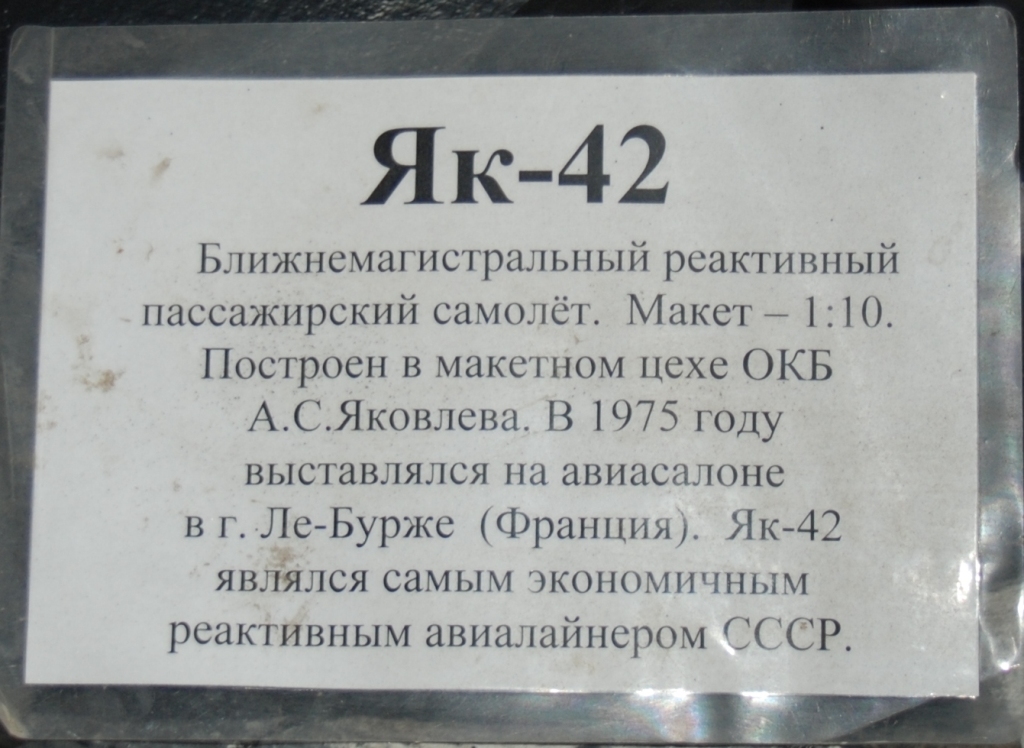 Як-42
Ближнемагистральный реактивный
пассажирский самолёт. Макет – 1:10.
Построен в макетном цехе ОКБ
А.С.Яковлева. В 1975 году
выставлялся на авиасалоне
в г. Ле-Бурже (Франция). Як-42
являлся самым экономичным
реактивным авиалайнером СССР.